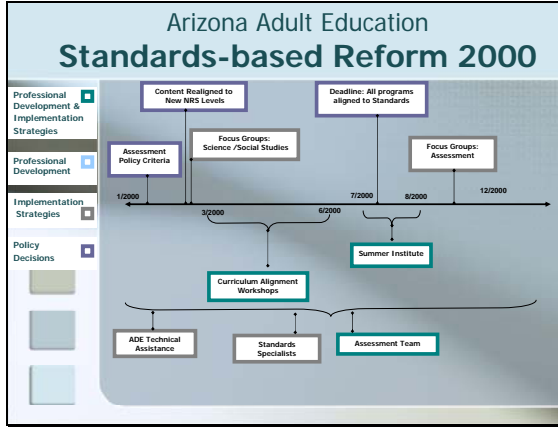 Arizona Adult Education
Standards-based Reform 2000
Professional
Development &
Implementation
Strategies
Professional
Development
Implementation
Strategies
Policy
Decisions
Content Realigned to
New NRS Levels
Deadline: All programs
aligned to Standards
Assessment
Policy Criteria
Focus Groups:
Science /Social Studies
Focus Groups:
Assessment
1/2000
3/2000
6/2000
7/2000
8/2000
12/2000
Curriculum Alignment
Workshops
Summer Institute
ADE Technical
Assistance
Standards
Specialists
Assessment Team